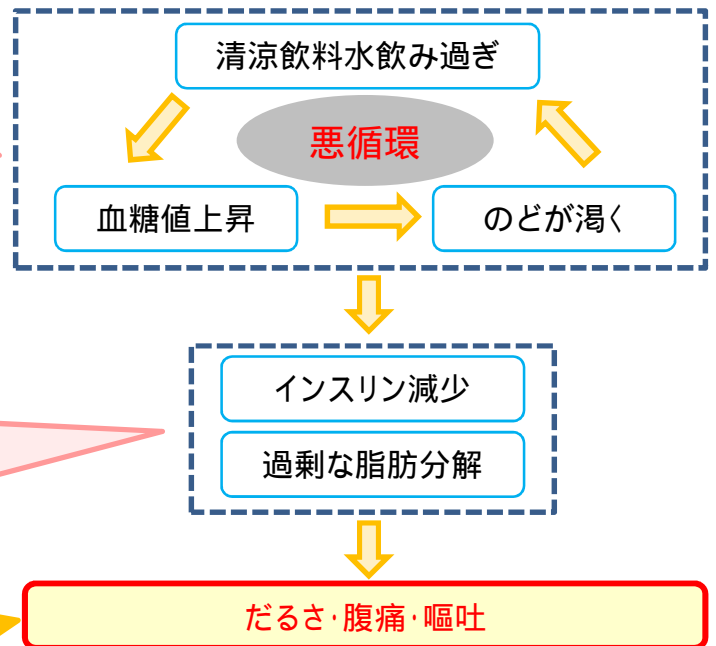 清涼飲料水飲み過ぎ
悪循環
血糖値上昇
のどが渇く
インスリン減少
過剰な脂肪分解
だるさ・腹痛・嘔吐